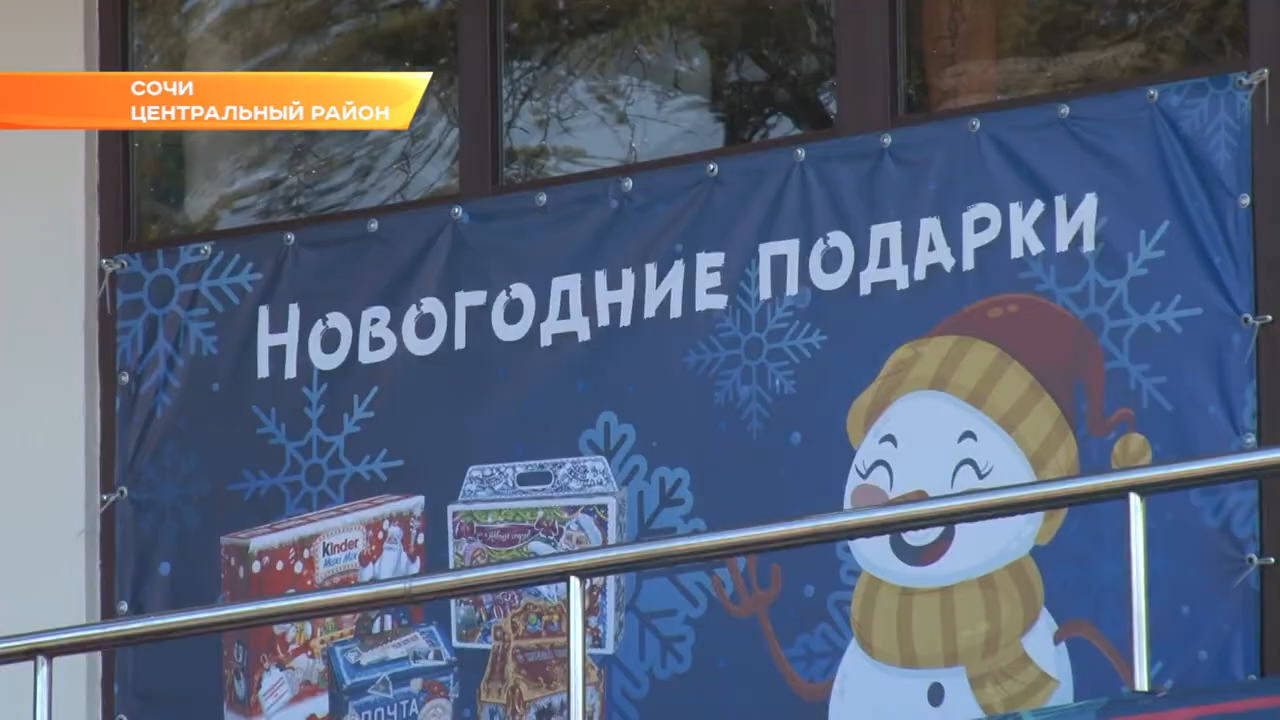 СОЧИ
ЦЕНТРАЛЬНЫЙ РАЙОН
Новогодние подарки
Kinder
Maxi Mix
ПОЧТА